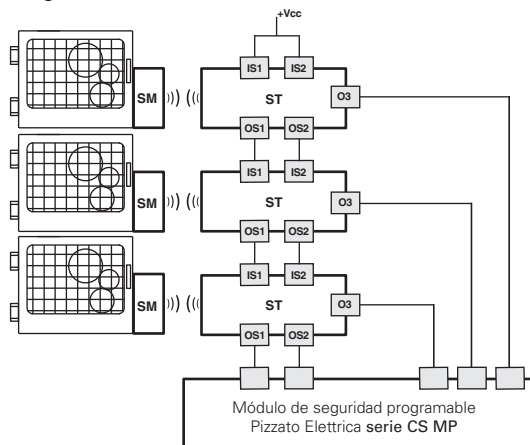 +Vcc
IS1 IS2
SM ST O3
OS1 OS2
IS1 IS2
SM ST O3
OS1 OS2
IS1 IS2
SM ST O3
OS1 OS2
Módulo de seguridad programable
Pizzato Elettrica serie CS MP